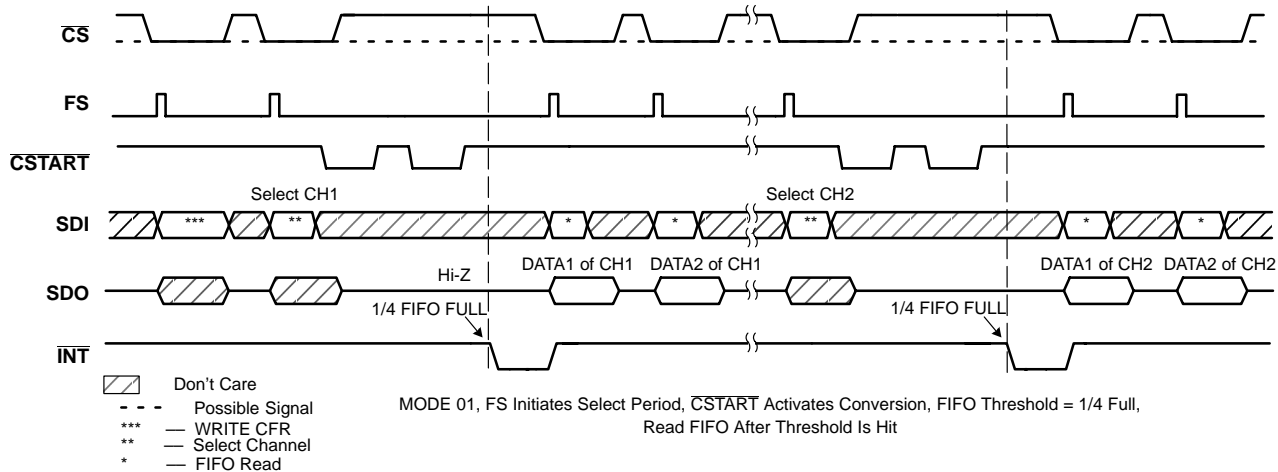 CS
FS
CSTART
Select CH1
Select CH2
SDI
***
**
*
*
**
*
*
Hi-Z
DATA1 of CH1
DATA2 of CH1
DATA1 of CH2
DATA2 of CH2
SDO
1/4 FIFO FULL
1/4 FIFO FULL
INT
Don't Care
- - - - Possible Signal
*** — WRITE CFR
** — Select Channel
* — FIFO Read
MODE 01, FS Initiates Select Period, CSTART Activates Conversion, FIFO Threshold = 1/4 Full,
Read FIFO After Threshold Is Hit